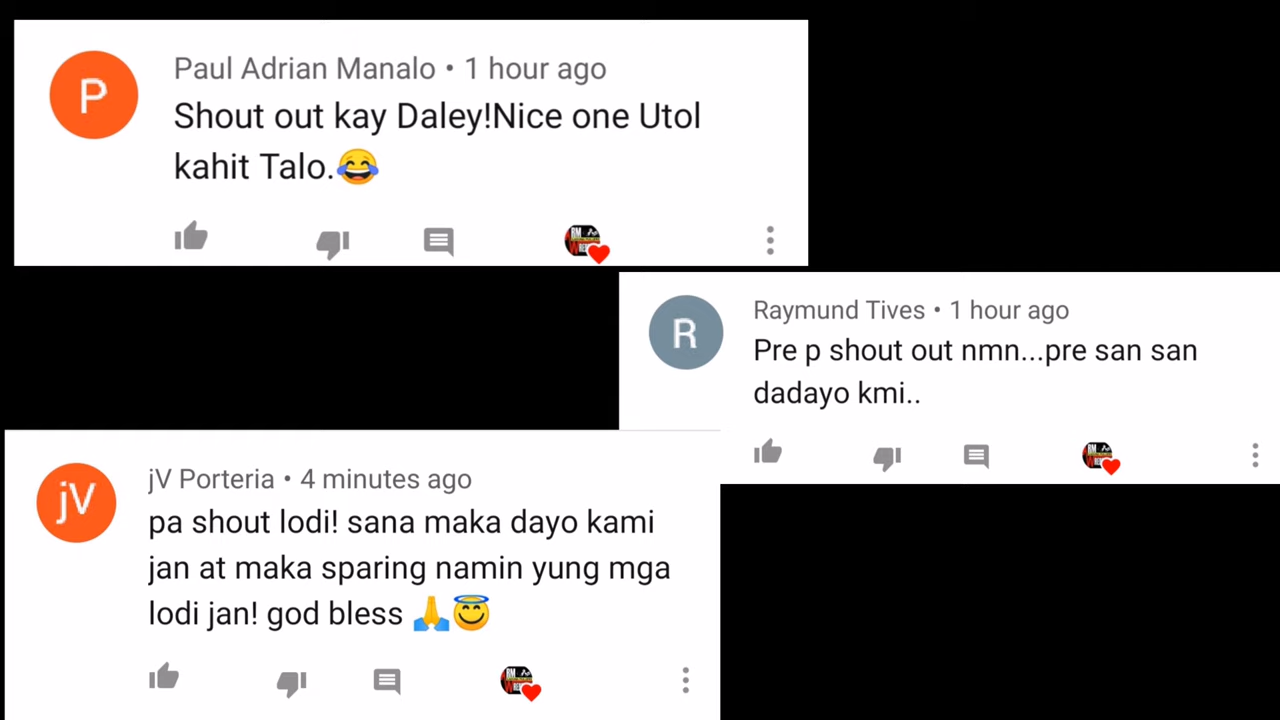 P
Paul Adrian Manalo • 1 hour ago
Shout out kay Daley!Nice one Utol
kahit Talo.😂
R
Raymund Tives • 1 hour ago
Pre p shout out nmn...pre san san
dadayo kmi..
jV
jV Porteria • 4 minutes ago
pa shout lodi! sana maka dayo kami
jan at maka sparing namin yung mga
lodi jan! god bless 🙏😇